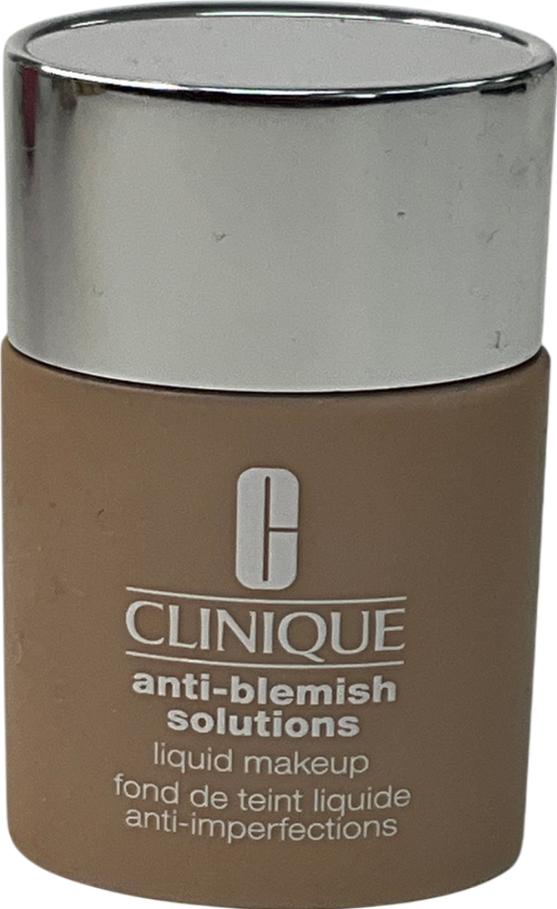 C
CLINIQUE
anti-blemish
solutions
liquid makeup
fond de teint liquide
anti-imperfections